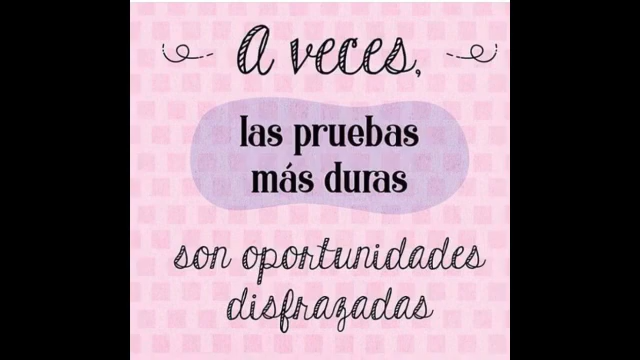 A veces,
las pruebas
más duras
son oportunidades
disfrazadas